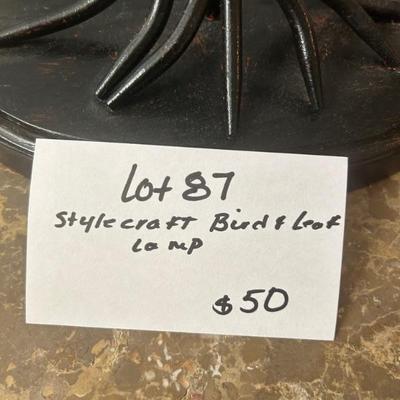 Lot 87
Stylecraft Bird & Leaf
Lamp
$50